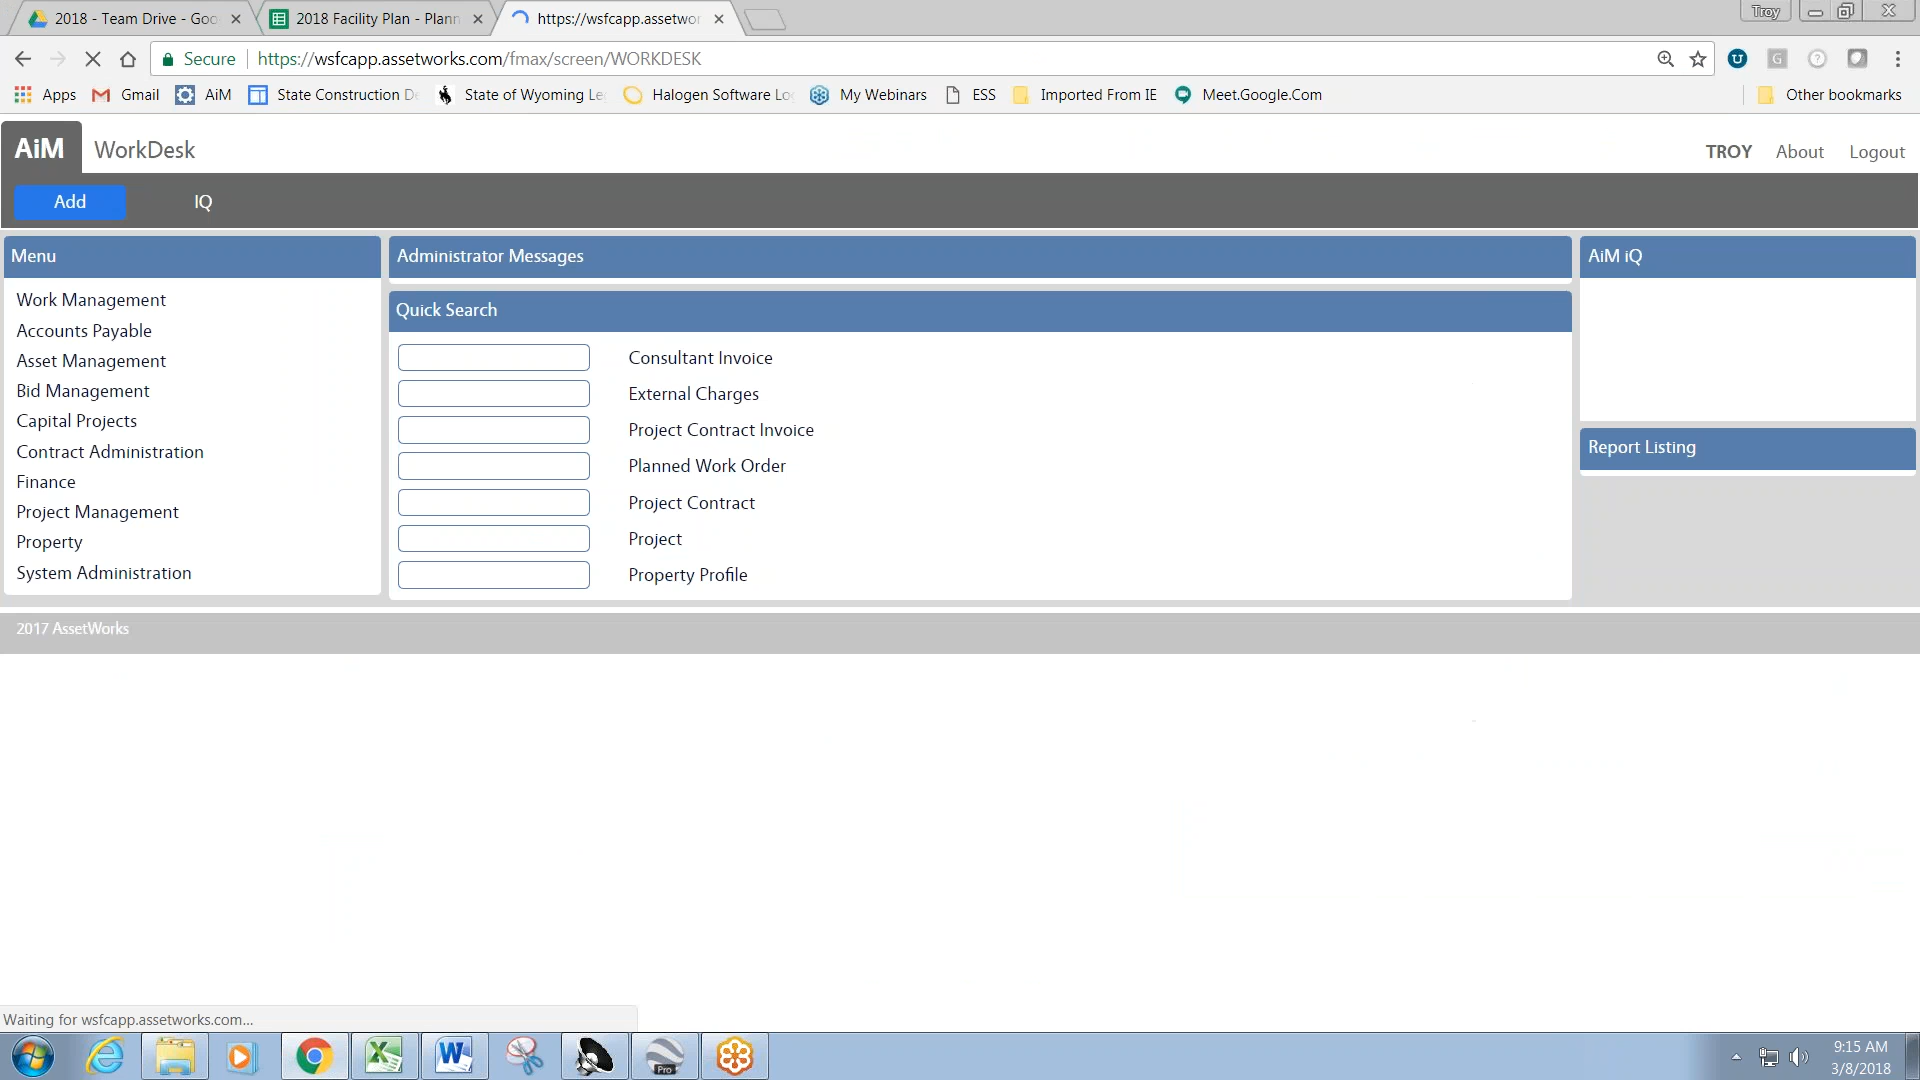 2018 - Team Drive - Goo
2018 Facility Plan - Plann
https://wsfcapp.assetwor
Troy
Secure
https://wsfcapp.assetworks.com/fmax/screen/WORKDESK
Apps
Gmail
AiM
State Construction De
State of Wyoming Le
Halogen Software Lo
My Webinars
ESS
Imported From IE
Meet.Google.Com
Other bookmarks
AiM
WorkDesk
TROY
About
Logout
Add
IQ
Menu
Work Management
Accounts Payable
Asset Management
Bid Management
Capital Projects
Contract Administration
Finance
Project Management
Property
System Administration
Administrator Messages
Quick Search
Consultant Invoice
External Charges
Project Contract Invoice
Planned Work Order
Project Contract
Project
Property Profile
AiM iQ
Report Listing
2017 AssetWorks
Waiting for wsfcapp.assetworks.com...
Pro
9:15 AM
3/8/2018